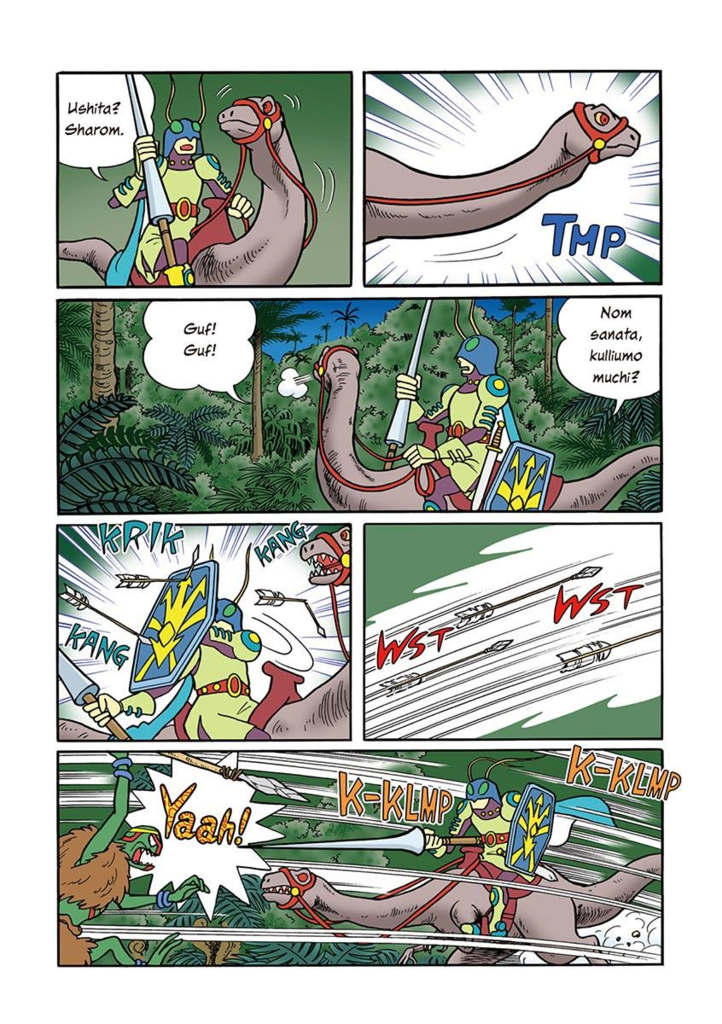 TMP
Ushita?
Sharom.
Nom
sanata,
kulliumo
muchi?
Guf!
Guf!
WST
WST
KANG
KRIK
KANG
K-KLMP
K-KLMP
Yaah!